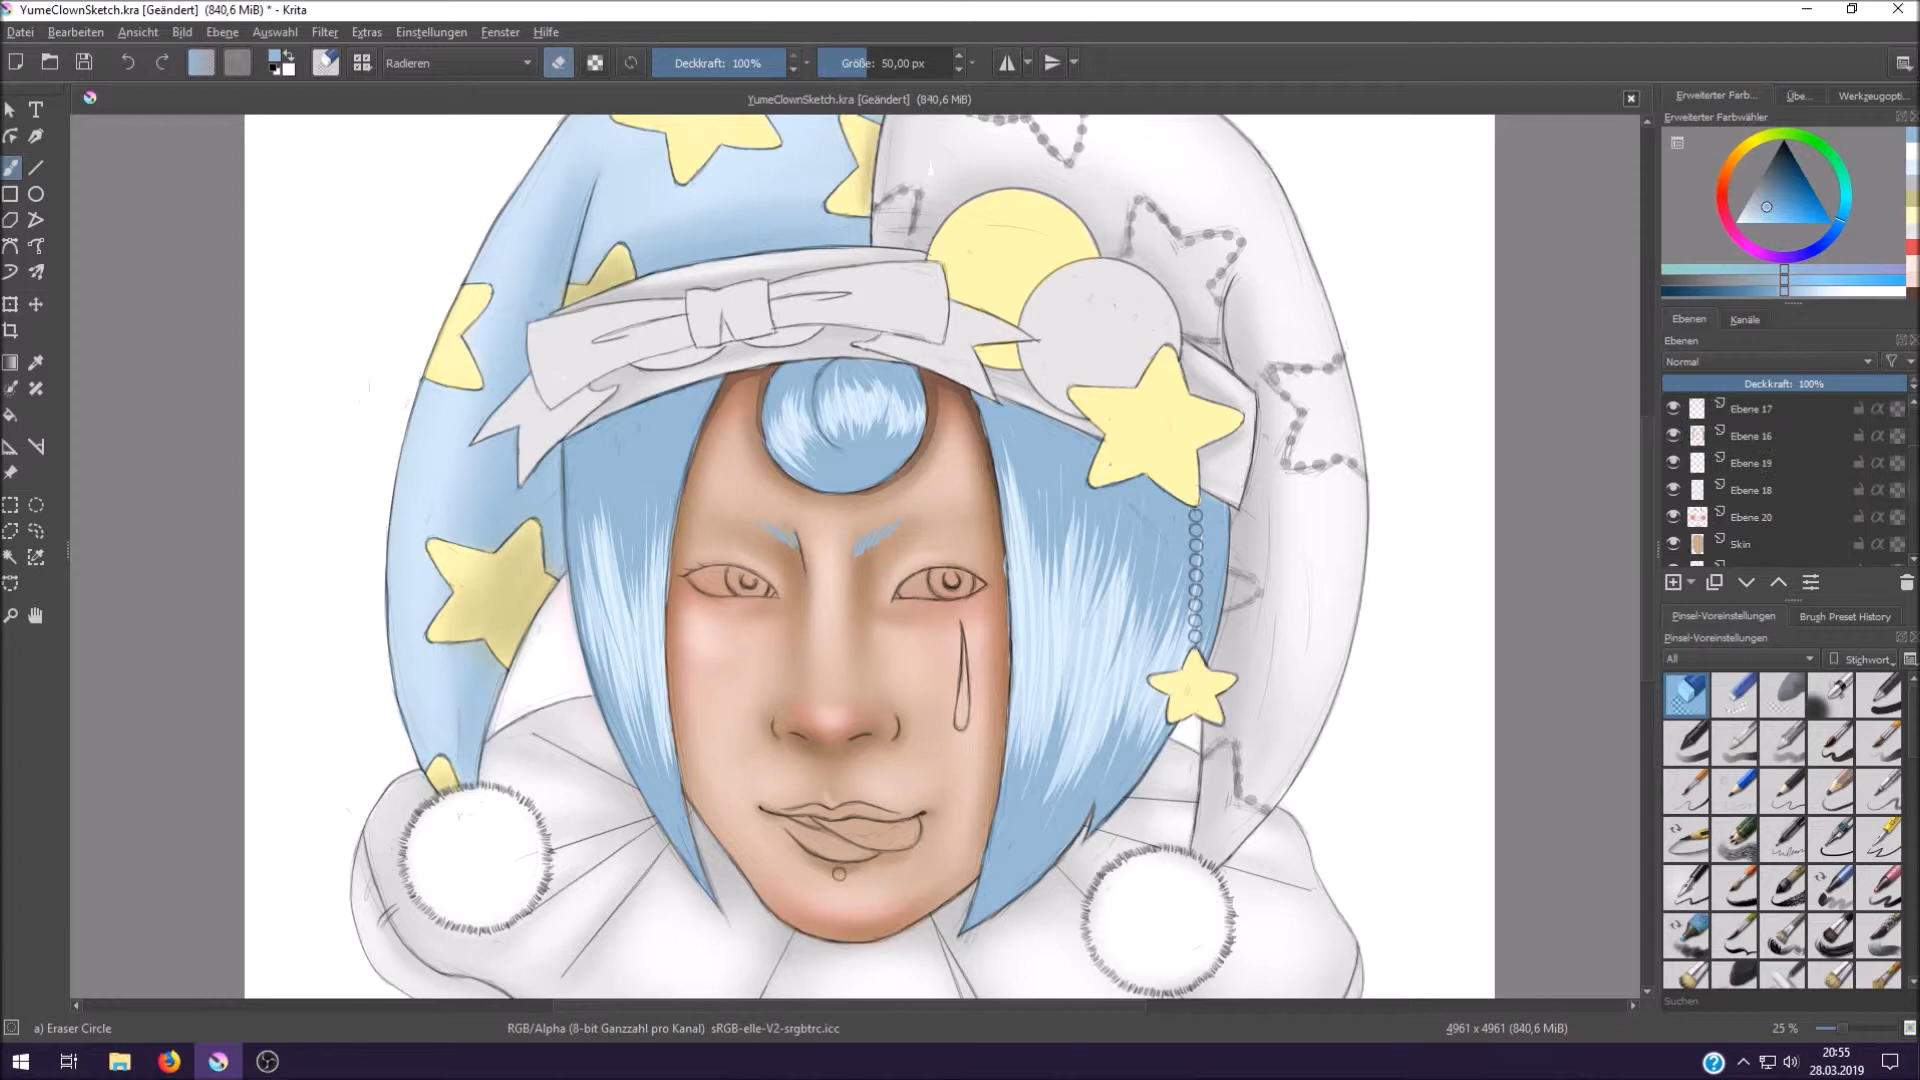 YumeClownSketch.kra [Geändert] (840,6 MiB) * - Krita
Datei Bearbeiten Ansicht Bild Ebene Auswahl Filter Extras Einstellungen Fenster Hilfe
Radieren
Deckkraft: 100%
Größe: 50,00 px
YumeClownSketch.kra [Geändert] (840,6 MiB)
Erweiterter Farb... Übe... Werkzeugopti...
Erweiterter Farbwähler
Ebenen Kanäle
Ebenen
Normal
Deckkraft: 100%
Ebene 17
Ebene 16
Ebene 19
Ebene 18
Ebene 20
Skin
Pinsel-Voreinstellungen Brush Preset History
Pinsel-Voreinstellungen
All Stichwort
Suchen
a) Eraser Circle
RGB/Alpha (8-bit Ganzzahl pro Kanal) sRGB-elle-V2-srgbtrc.icc
4961 x 4961 (840,6 MiB)
25 %
20:55
28.03.2019